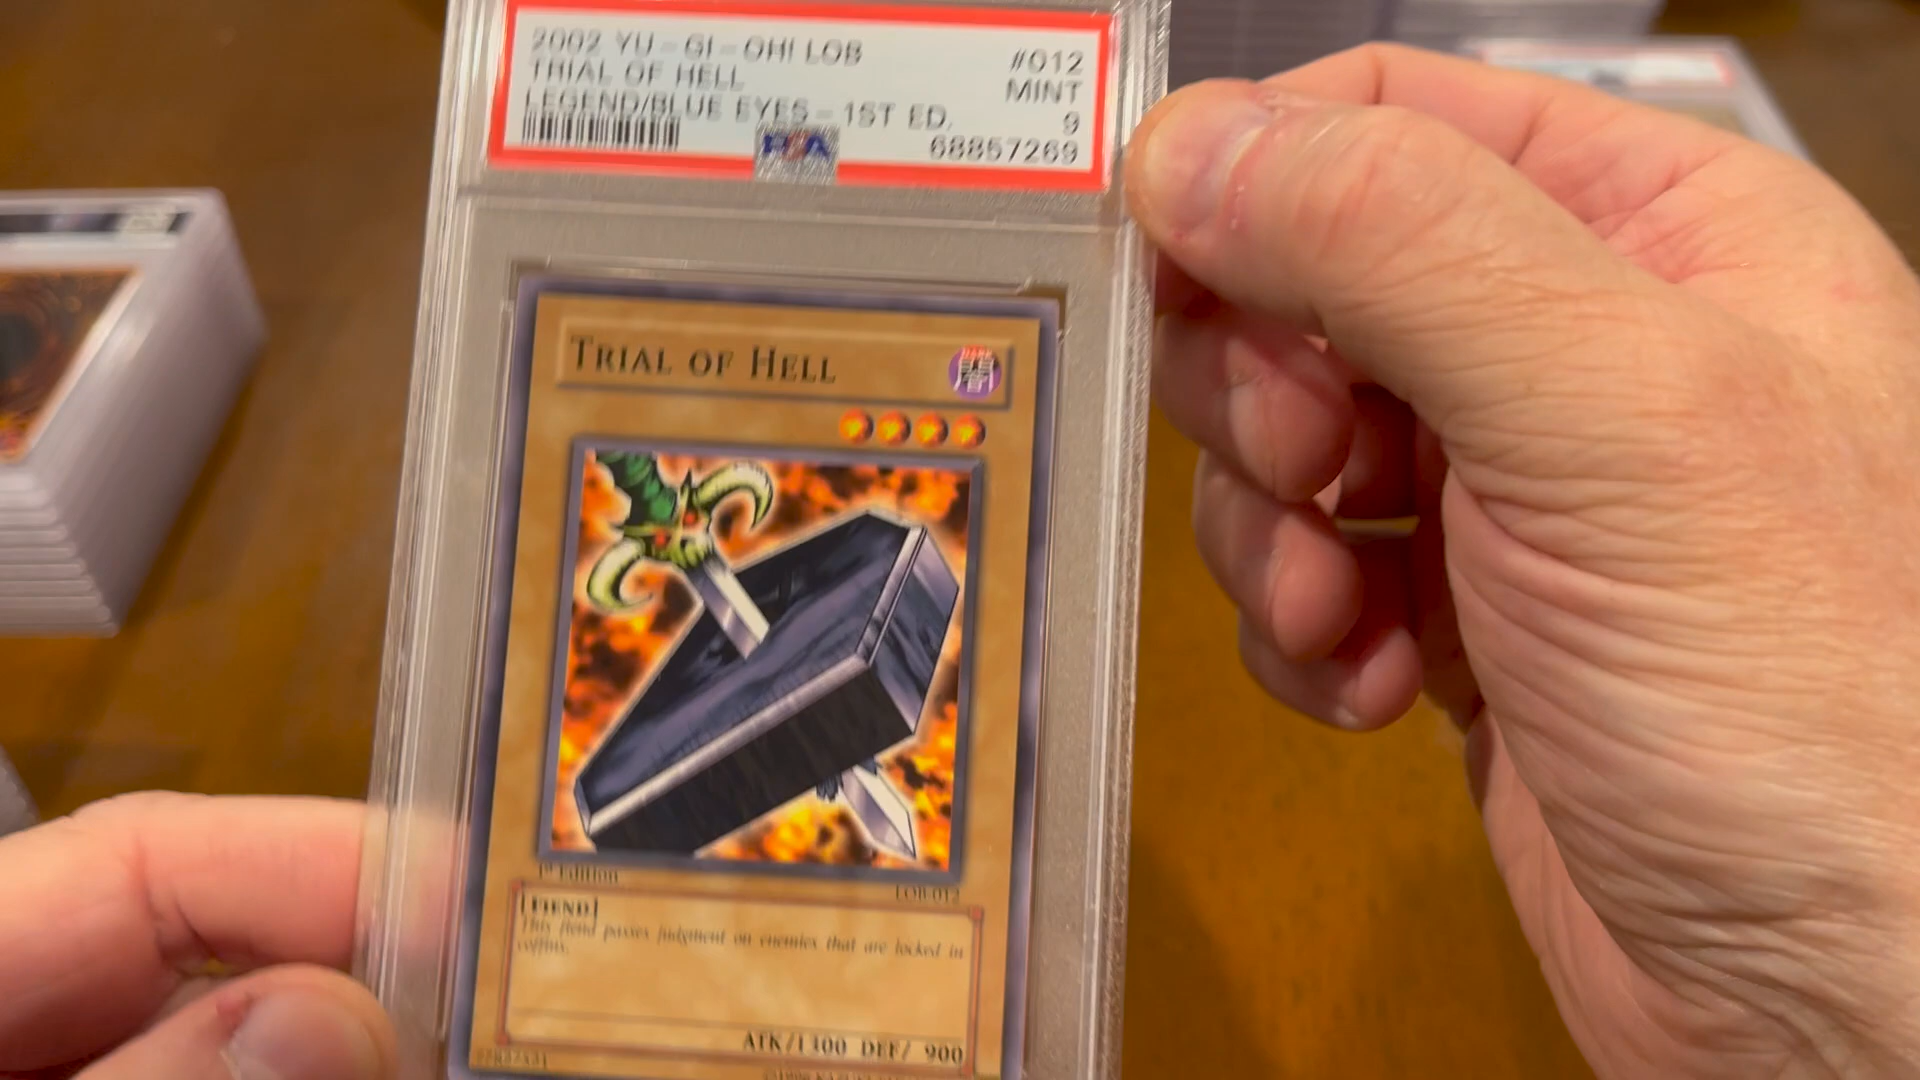 2002 YU-GI-OH! LOB #012
TRIAL OF HELL MINT
LEGEND/BLUE EYES-1ST ED. 9
PSA 68857269
TRIAL OF HELL
DARK
闇
1st Edition LOB-012
[FIEND]
This fiend passes judgment on enemies that are locked in
coffins.
ATK/1300 DEF/ 900